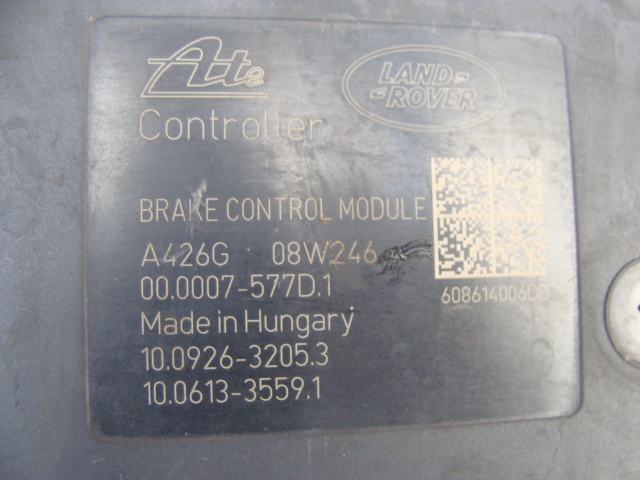 Ate
LAND ROVER
Controller
BRAKE CONTROL MODULE
A426G 08W246
00.0007-577D.1
608614006DB
Made in Hungary
10.0926-3205.3
10.0613-3559.1